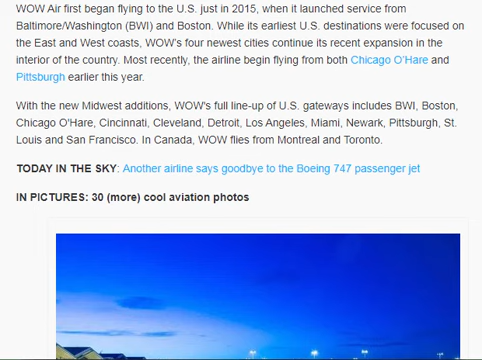 WOW Air first began flying to the U.S. just in 2015, when it launched service from
Baltimore/Washington (BWI) and Boston. While its earliest U.S. destinations were focused on
the East and West coasts, WOW's four newest cities continue its recent expansion in the
interior of the country. Most recently, the airline begin flying from both Chicago O'Hare and
Pittsburgh earlier this year.
With the new Midwest additions, WOW's full line-up of U.S. gateways includes BWI, Boston,
Chicago O'Hare, Cincinnati, Cleveland, Detroit, Los Angeles, Miami, Newark, Pittsburgh, St.
Louis and San Francisco. In Canada, WOW flies from Montreal and Toronto.
TODAY IN THE SKY: Another airline says goodbye to the Boeing 747 passenger jet
IN PICTURES: 30 (more) cool aviation photos